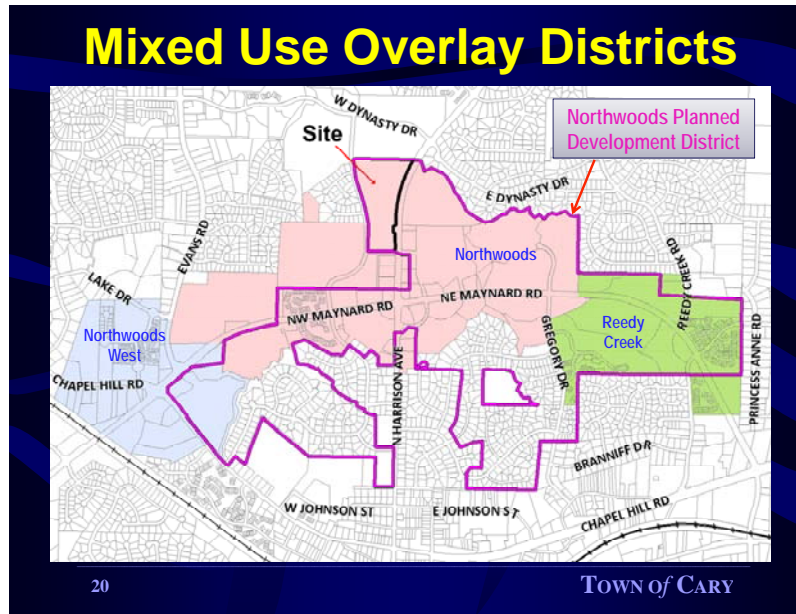 Mixed Use Overlay Districts
W DYNASTY DR
Northwoods Planned
Development District
Site
E DYNASTY DR
EVANS RD
Northwoods
REEDY CREEK RD
LAKE DR
NW MAYNARD RD
NE MAYNARD RD
Northwoods
West
GREGORY DR
Reedy
Creek
PRINCESS ANNE RD
CHAPEL HILL RD
N HARRISON AVE
BRANNIFF DR
W JOHNSON ST
E JOHNSON ST
CHAPEL HILL RD
20
TOWN of CARY